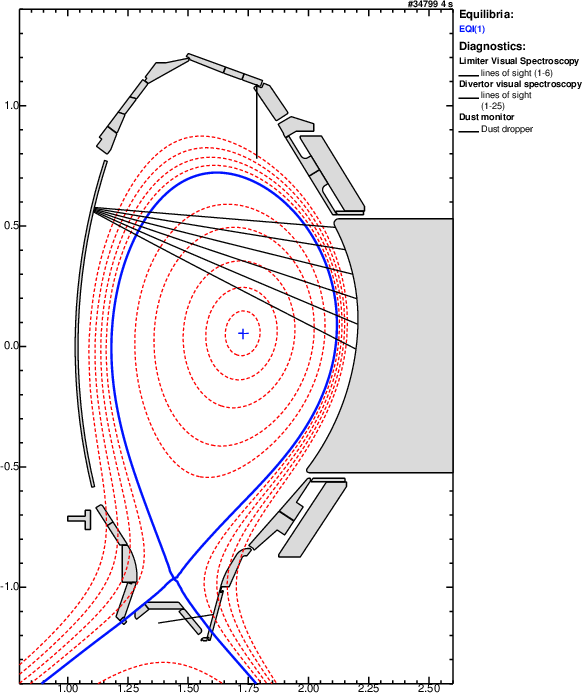 #34799 4 s
Equilibria:
EQI(1)
Diagnostics:
Limiter Visual Spectroscopy
lines of sight (1-6)
Divertor visual spectroscopy
lines of sight
(1-25)
Dust monitor
Dust dropper
1.0
0.5
0.0
-0.5
-1.0
1.00 1.25 1.50 1.75 2.00 2.25 2.50